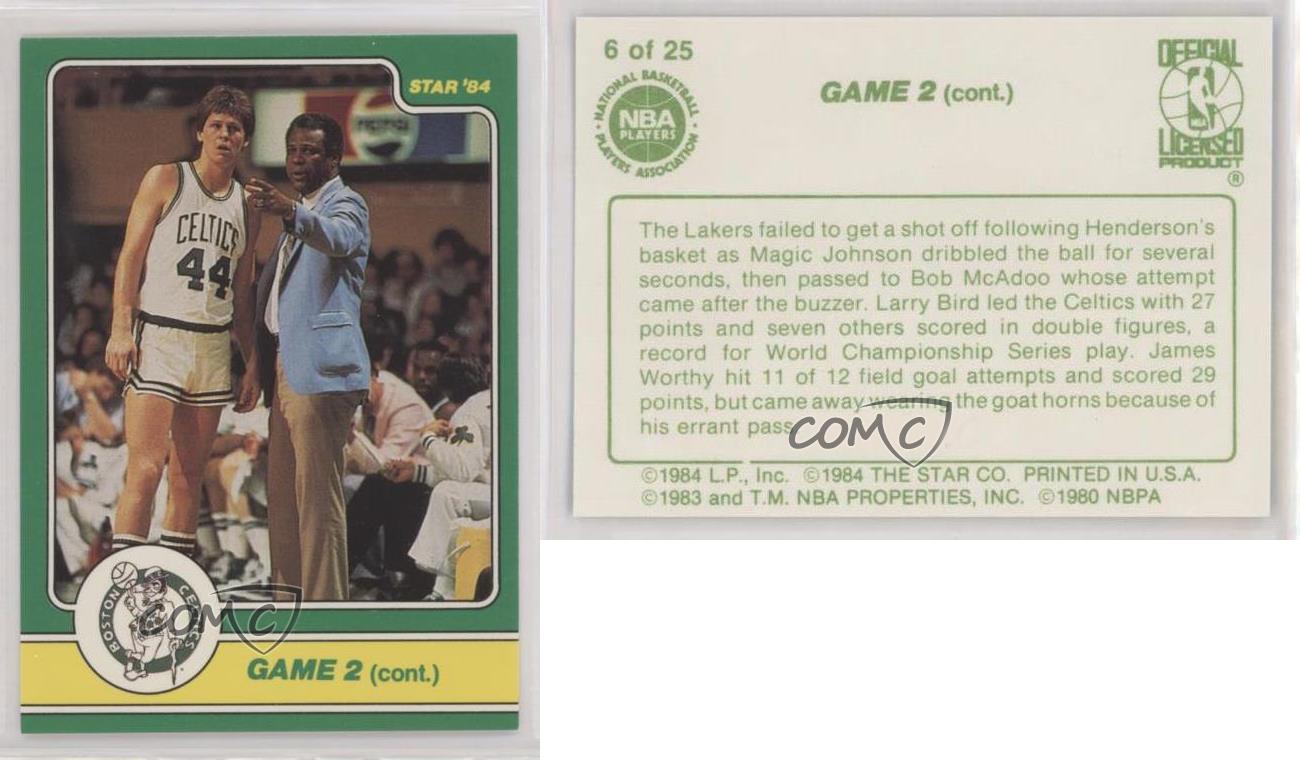 STAR '84
PEPSI
CELTICS
44
BOSTON CELTICS
COMC
GAME 2 (cont.)
6 of 25
NATIONAL BASKETBALL
PLAYERS ASSOCIATION
NBA
PLAYERS
GAME 2 (cont.)
OFFICIAL
NBA
LICENSED
PRODUCT
®
The Lakers failed to get a shot off following Henderson's
basket as Magic Johnson dribbled the ball for several
seconds, then passed to Bob McAdoo whose attempt
came after the buzzer. Larry Bird led the Celtics with 27
points and seven others scored in double figures, a
record for World Championship Series play. James
Worthy hit 11 of 12 field goal attempts and scored 29
points, but came away wearing the goat horns because of
his errant pass.
COMC
©1984 L.P., Inc. ©1984 THE STAR CO. PRINTED IN U.S.A.
©1983 and T.M. NBA PROPERTIES, INC. ©1980 NBPA